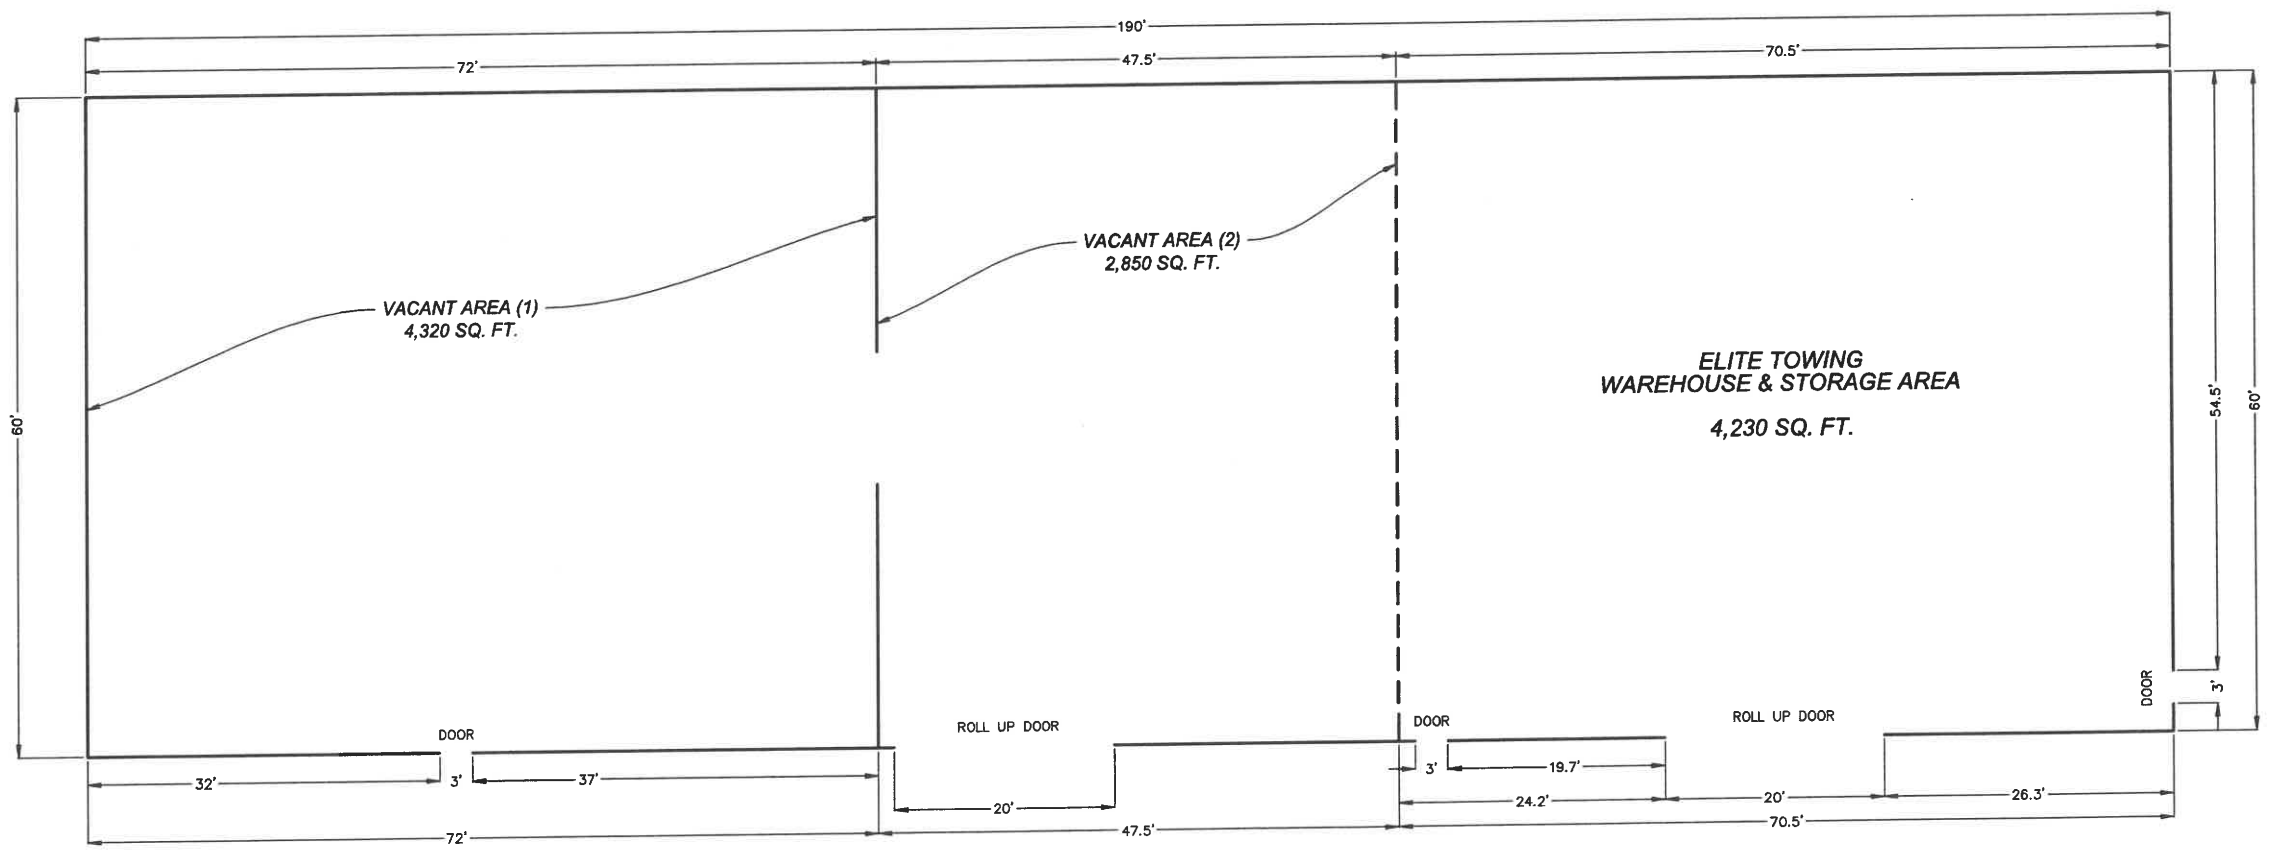 190'
72'
47.5'
70.5'
VACANT AREA (1)
4,320 SQ. FT.
VACANT AREA (2)
2,850 SQ. FT.
ELITE TOWING
WAREHOUSE & STORAGE AREA
4,230 SQ. FT.
60'
54.5'
60'
3'
DOOR
DOOR
ROLL UP DOOR
DOOR
ROLL UP DOOR
32'
3'
37'
20'
3'
19.7'
24.2'
20'
26.3'
72'
47.5'
70.5'